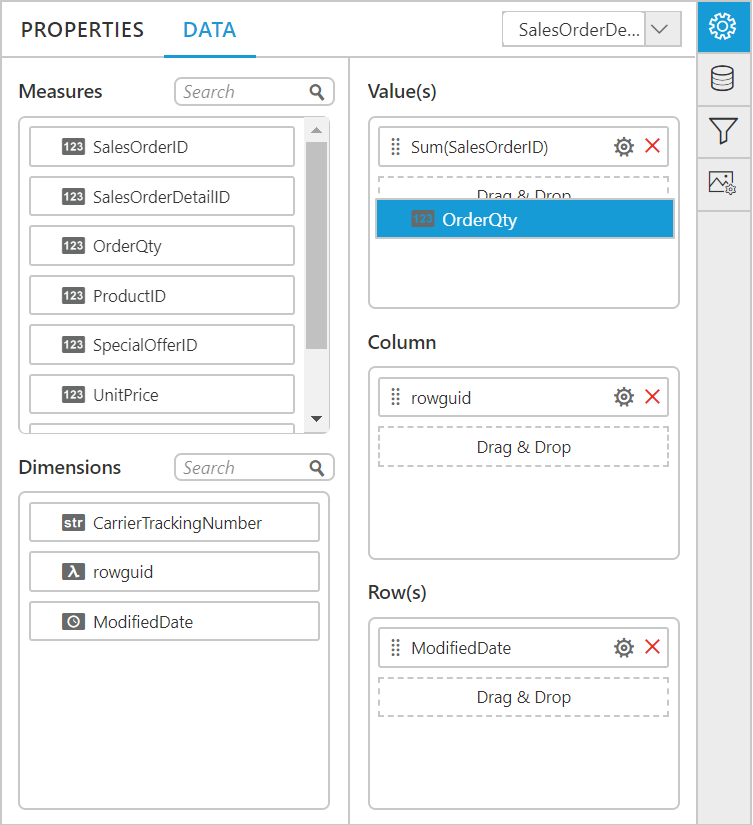 PROPERTIES
DATA
SalesOrderDe...
Measures
Search
123 SalesOrderID
123 SalesOrderDetailID
123 OrderQty
123 ProductID
123 SpecialOfferID
123 UnitPrice
Dimensions
Search
str CarrierTrackingNumber
λ rowguid
ModifiedDate
Value(s)
Sum(SalesOrderID)
Drag & Drop
123 OrderQty
Column
rowguid
Drag & Drop
Row(s)
ModifiedDate
Drag & Drop